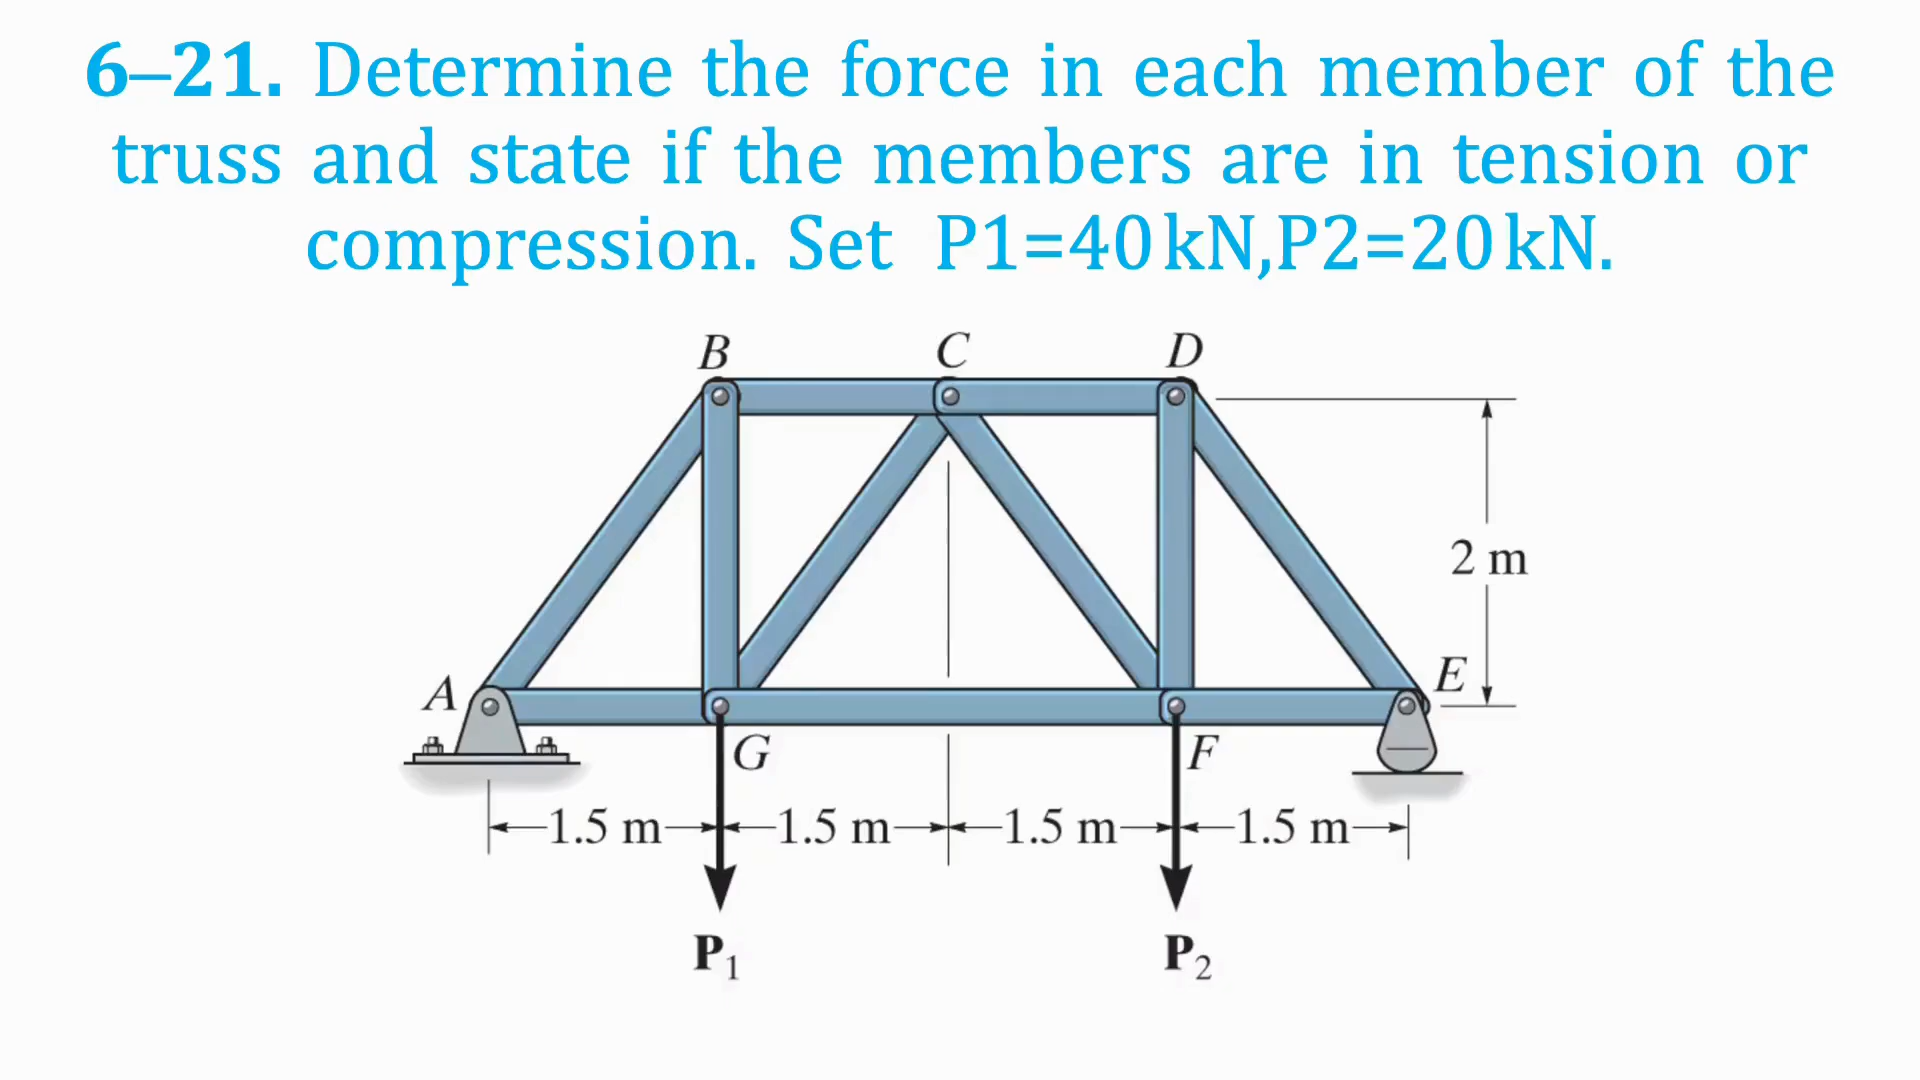 6–21. Determine the force in each member of the
truss and state if the members are in tension or
compression. Set P1=40kN,P2=20kN.
B
C
D
2 m
A
E
G
F
1.5 m
1.5 m
1.5 m
1.5 m
P1
P2